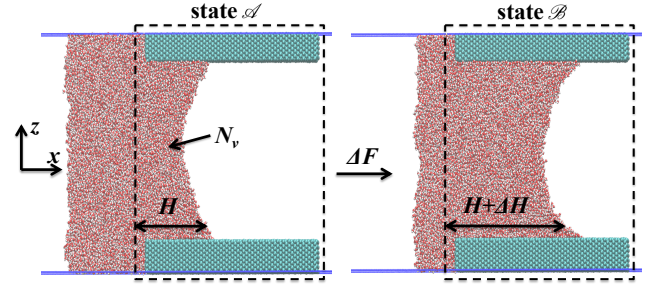 state 𝒜
state ℬ
z
x
N_v
H
ΔF
H+ΔH